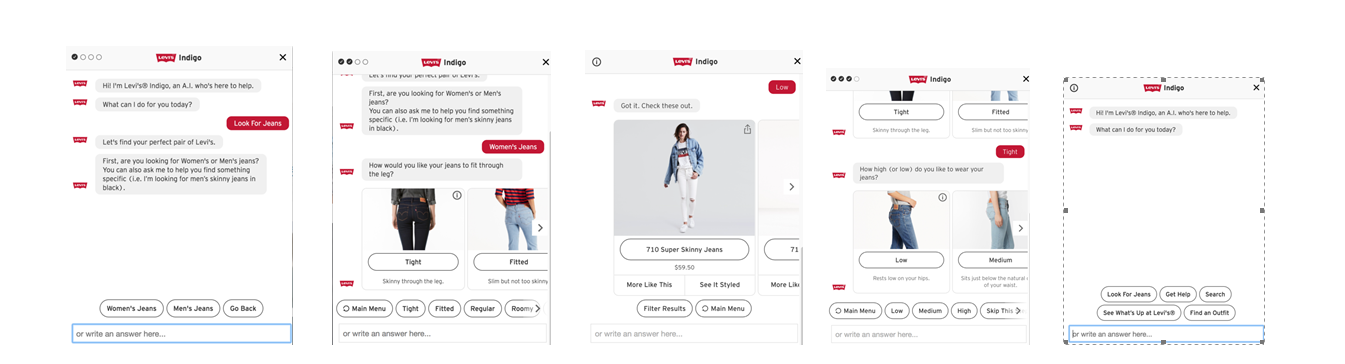 Levi's Indigo
Hi! I'm Levi's® Indigo, an A.I. who's here to help.
What can I do for you today?
Look For Jeans
Let's find your perfect pair of Levi's.
First, are you looking for Women's or Men's jeans?
You can also ask me to help you find something
specific (i.e. I'm looking for men's skinny jeans in
black).
Women's Jeans
Men's Jeans
Go Back
or write an answer here...
Levi's Indigo
Let's find your perfect pair of Levi's.
First, are you looking for Women's or Men's
jeans?
You can also ask me to help you find something
specific (i.e. I'm looking for men's skinny jeans
in black).
Women's Jeans
How would you like your jeans to fit through
the leg?
Tight
Skinny through the leg.
Fitted
Slim but not too skinny
Main Menu
Tight
Fitted
Regular
Roomy
or write an answer here...
Levi's Indigo
Low
Got it. Check these out.
710 Super Skinny Jeans
$59.50
More Like This
See It Styled
71
More Lik
Filter Results
Main Menu
or write an answer here...
Levi's Indigo
Tight
Skinny through the leg.
Fitted
Slim but not too skinny
Tight
How high (or low) do you like to wear your
jeans?
Low
Rests low on your hips.
Medium
Sits just below the natural
of your waist.
Main Menu
Low
Medium
High
Skip This
or write an answer here...
Levi's Indigo
Hi! I'm Levi's® Indigo, an A.I. who's here to help.
What can I do for you today?
Look For Jeans
Get Help
Search
See What's Up at Levi's®
Find an Outfit
or write an answer here...